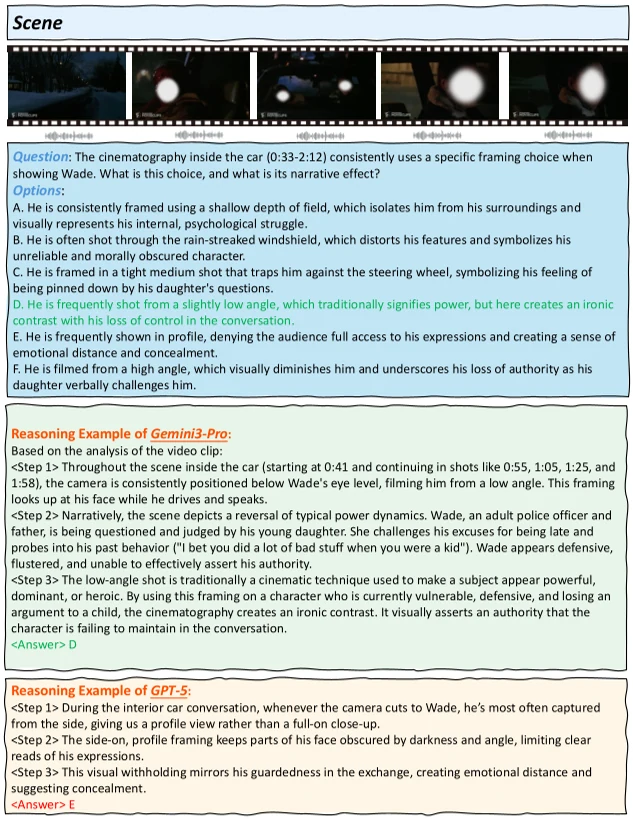 Scene
Question: The cinematography inside the car (0:33-2:12) consistently uses a specific framing choice when
showing Wade. What is this choice, and what is its narrative effect?
Options:
A. He is consistently framed using a shallow depth of field, which isolates him from his surroundings and
visually represents his internal, psychological struggle.
B. He is often shot through the rain-streaked windshield, which distorts his features and symbolizes his
unreliable and morally obscured character.
C. He is framed in a tight medium shot that traps him against the steering wheel, symbolizing his feeling of
being pinned down by his daughter's questions.
D. He is frequently shot from a slightly low angle, which traditionally signifies power, but here creates an ironic
contrast with his loss of control in the conversation.
E. He is frequently shown in profile, denying the audience full access to his expressions and creating a sense of
emotional distance and concealment.
F. He is filmed from a high angle, which visually diminishes him and underscores his loss of authority as his
daughter verbally challenges him.
Reasoning Example of Gemini3-Pro:
Based on the analysis of the video clip:
<Step 1> Throughout the scene inside the car (starting at 0:41 and continuing in shots like 0:55, 1:05, 1:25, and
1:58), the camera is consistently positioned below Wade's eye level, filming him from a low angle. This framing
looks up at his face while he drives and speaks.
<Step 2> Narratively, the scene depicts a reversal of typical power dynamics. Wade, an adult police officer and
father, is being questioned and judged by his young daughter. She challenges his excuses for being late and
probes into his past behavior ("I bet you did a lot of bad stuff when you were a kid"). Wade appears defensive,
flustered, and unable to effectively assert his authority.
<Step 3> The low-angle shot is traditionally a cinematic technique used to make a subject appear powerful,
dominant, or heroic. By using this framing on a character who is currently vulnerable, defensive, and losing an
argument to a child, the cinematography creates an ironic contrast. It visually asserts an authority that the
character is failing to maintain in the conversation.
<Answer> D
Reasoning Example of GPT-5:
<Step 1> During the interior car conversation, whenever the camera cuts to Wade, he's most often captured
from the side, giving us a profile view rather than a full-on close-up.
<Step 2> The side-on, profile framing keeps parts of his face obscured by darkness and angle, limiting clear
reads of his expressions.
<Step 3> This visual withholding mirrors his guardedness in the exchange, creating emotional distance and
suggesting concealment.
<Answer> E